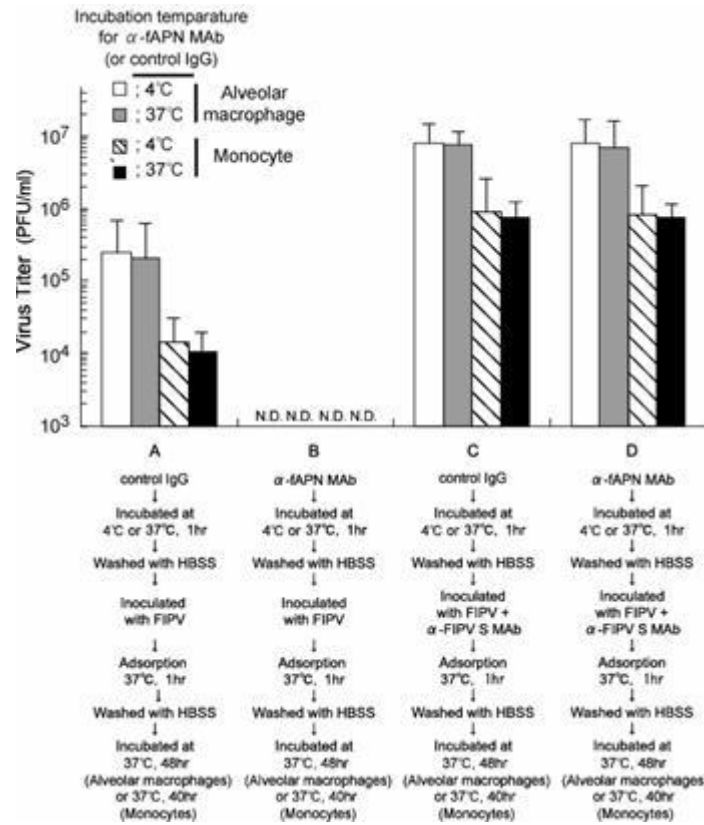 Incubation temparature
for α-fAPN MAb
(or control IgG)
; 4℃
; 37℃
Alveolar
macrophage
; 4℃
; 37℃
Monocyte
Virus Titer (PFU/ml)
10⁷
10⁶
10⁵
10⁴
10³
N.D. N.D. N.D. N.D.
A
B
C
D
control IgG
↓
Incubated at
4℃ or 37℃, 1hr
↓
Washed with HBSS
↓
Inoculated
with FIPV
↓
Adsorption
37℃, 1hr
↓
Washed with HBSS
↓
Incubated at
37℃, 48hr
(Alveolar macrophages)
or 37℃, 40hr
(Monocytes)
α-fAPN MAb
↓
Incubated at
4℃ or 37℃, 1hr
↓
Washed with HBSS
↓
Inoculated
with FIPV
↓
Adsorption
37℃, 1hr
↓
Washed with HBSS
↓
Incubated at
37℃, 48hr
(Alveolar macrophages)
or 37℃, 40hr
(Monocytes)
control IgG
↓
Incubated at
4℃ or 37℃, 1hr
↓
Washed with HBSS
↓
Inoculated
with FIPV +
α-FIPV S MAb
↓
Adsorption
37℃, 1hr
↓
Washed with HBSS
↓
Incubated at
37℃, 48hr
(Alveolar macrophages)
or 37℃, 40hr
(Monocytes)
α-fAPN MAb
↓
Incubated at
4℃ or 37℃, 1hr
↓
Washed with HBSS
↓
Inoculated
with FIPV +
α-FIPV S MAb
↓
Adsorption
37℃, 1hr
↓
Washed with HBSS
↓
Incubated at
37℃, 48hr
(Alveolar macrophages)
or 37℃, 40hr
(Monocytes)